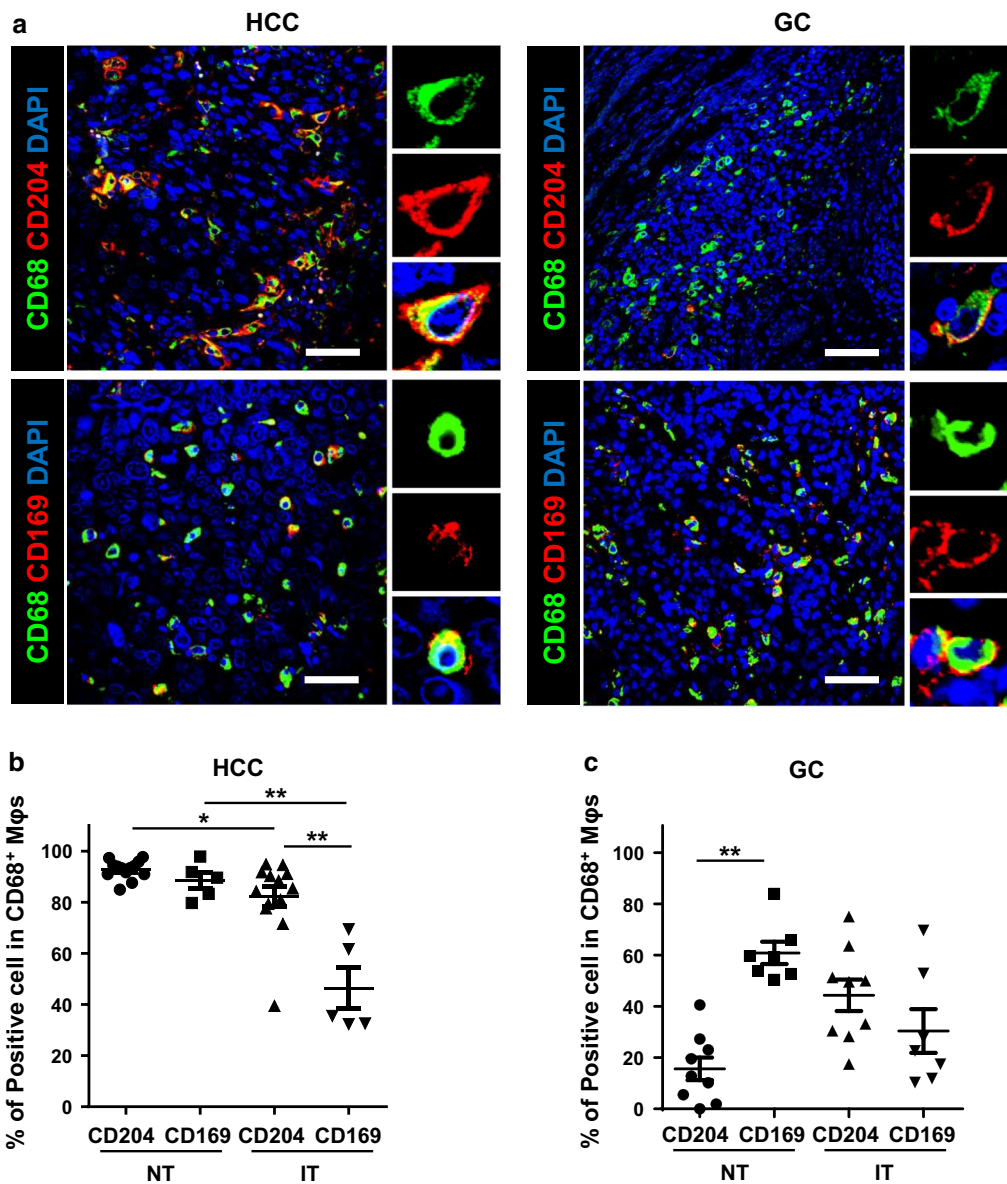 a
HCC
GC
CD68 CD204 DAPI
CD68 CD204 DAPI
CD68 CD169 DAPI
CD68 CD169 DAPI
b
HCC
% of Positive cell in CD68⁺ Mφs
100
80
60
40
20
0
*
**
**
CD204 CD169 CD204 CD169
NT IT
c
GC
% of Positive cell in CD68⁺ Mφs
100
80
60
40
20
0
**
CD204 CD169 CD204 CD169
NT IT